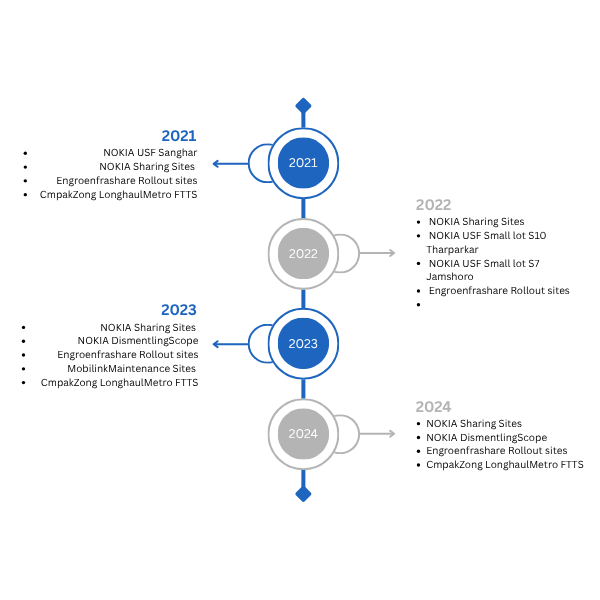 2021
• NOKIA USF Sanghar
• NOKIA Sharing Sites
• Engroenfrashare Rollout sites
• CmpakZong LonghaulMetro FTTS
2021
2022
• NOKIA Sharing Sites
• NOKIA USF Small lot S10
Tharparkar
• NOKIA USF Small lot S7
Jamshoro
• Engroenfrashare Rollout sites
•
2022
2023
• NOKIA Sharing Sites
• NOKIA DismentlingScope
• Engroenfrashare Rollout sites
• MobilinkMaintenance Sites
• CmpakZong LonghaulMetro FTTS
2023
2024
• NOKIA Sharing Sites
• NOKIA DismentlingScope
• Engroenfrashare Rollout sites
• CmpakZong LonghaulMetro FTTS
2024